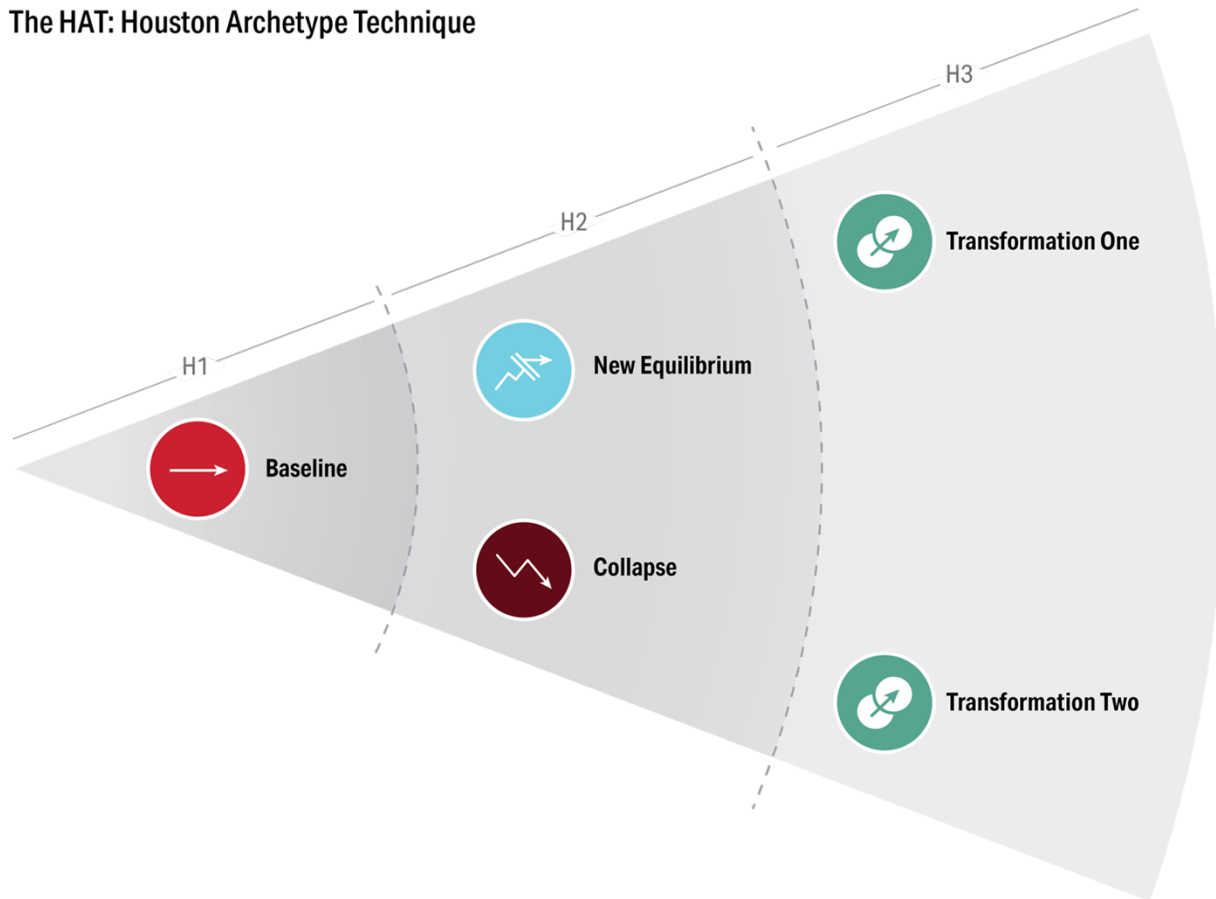 The HAT: Houston Archetype Technique
H3
H2
H1
Transformation One
New Equilibrium
Baseline
Collapse
Transformation Two